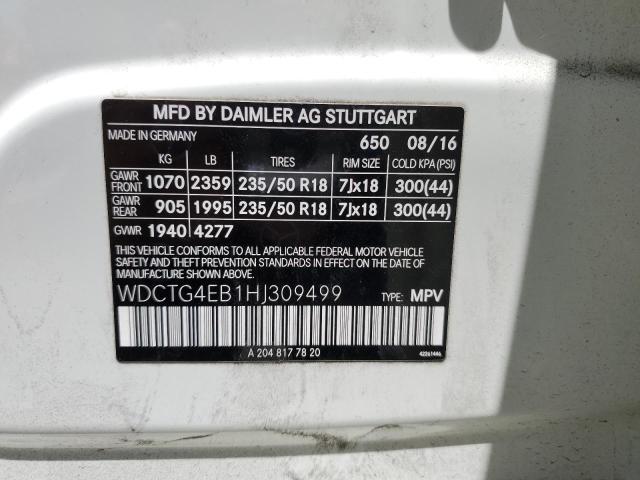 MFD BY DAIMLER AG STUTTGART
MADE IN GERMANY 650 08/16
KG LB TIRES RIM SIZE COLD KPA (PSI)
GAWR FRONT 1070 2359 235/50 R18 7Jx18 300(44)
GAWR REAR 905 1995 235/50 R18 7Jx18 300(44)
GVWR 1940 4277
THIS VEHICLE CONFORMS TO ALL APPLICABLE FEDERAL MOTOR VEHICLE
SAFETY AND THEFT PREVENTION STANDARDS IN EFFECT ON THE DATE OF
MANUFACTURE SHOWN ABOVE.
WDCTG4EB1HJ309499 TYPE: MPV
A 204 817 78 20 42261446